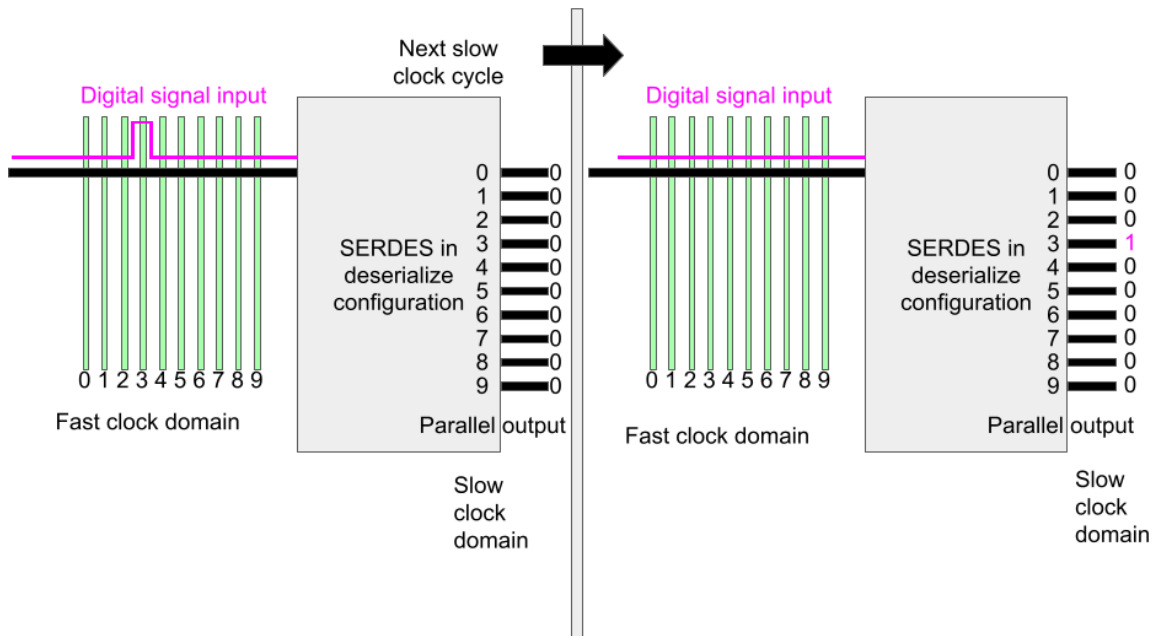 Next slow
clock cycle
Digital signal input
0
1
2
3
4
5
6
7
8
9
SERDES in
deserialize
configuration
0
0
0
0
0
0
0
0
0
0
0 1 2 3 4 5 6 7 8 9
Fast clock domain
Parallel output
Slow
clock
domain
Digital signal input
0
1
2
3
4
5
6
7
8
9
SERDES in
deserialize
configuration
0
0
0
1
0
0
0
0
0
0
0 1 2 3 4 5 6 7 8 9
Fast clock domain
Parallel output
Slow
clock
domain